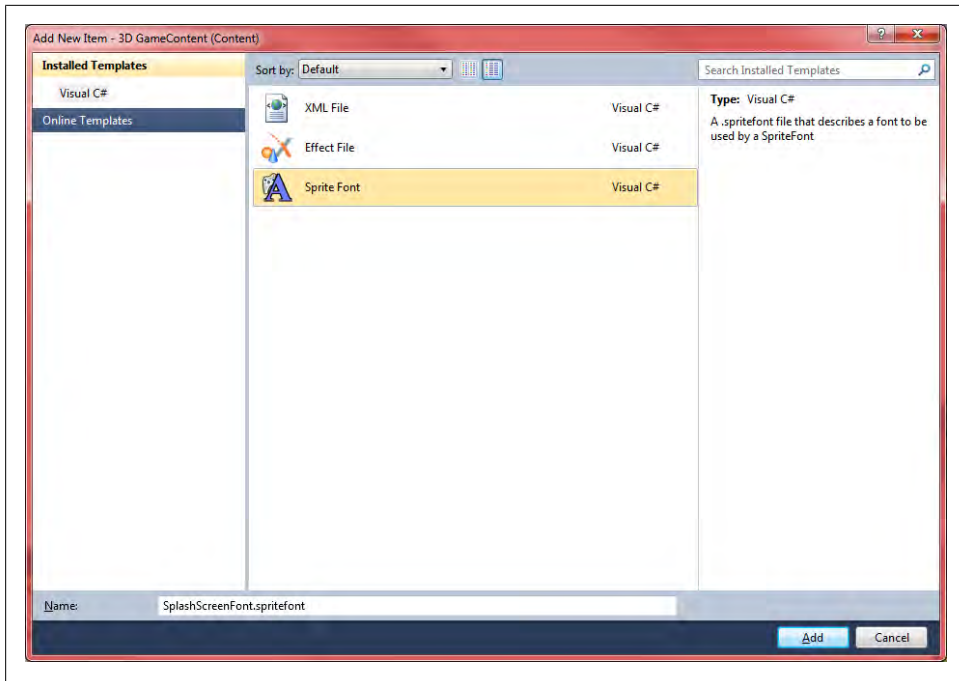 Add New Item - 3D GameContent (Content)
Installed Templates
Visual C#
Online Templates
Sort by: Default
Search Installed Templates
XML File Visual C#
Effect File Visual C#
Sprite Font Visual C#
Type: Visual C#
A .spritefont file that describes a font to be
used by a SpriteFont
Name: SplashScreenFont.spritefont
Add Cancel